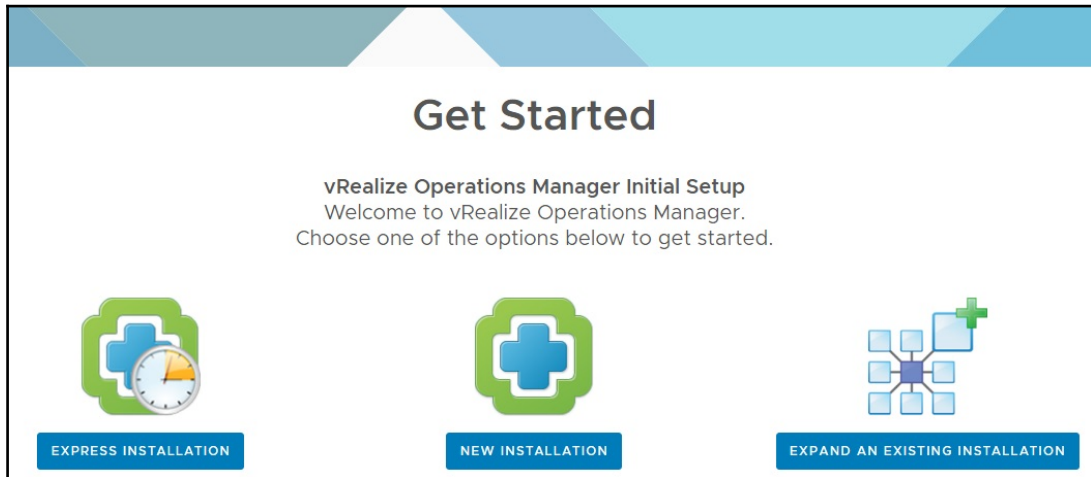 Get Started
vRealize Operations Manager Initial Setup
Welcome to vRealize Operations Manager.
Choose one of the options below to get started.
EXPRESS INSTALLATION
NEW INSTALLATION
EXPAND AN EXISTING INSTALLATION